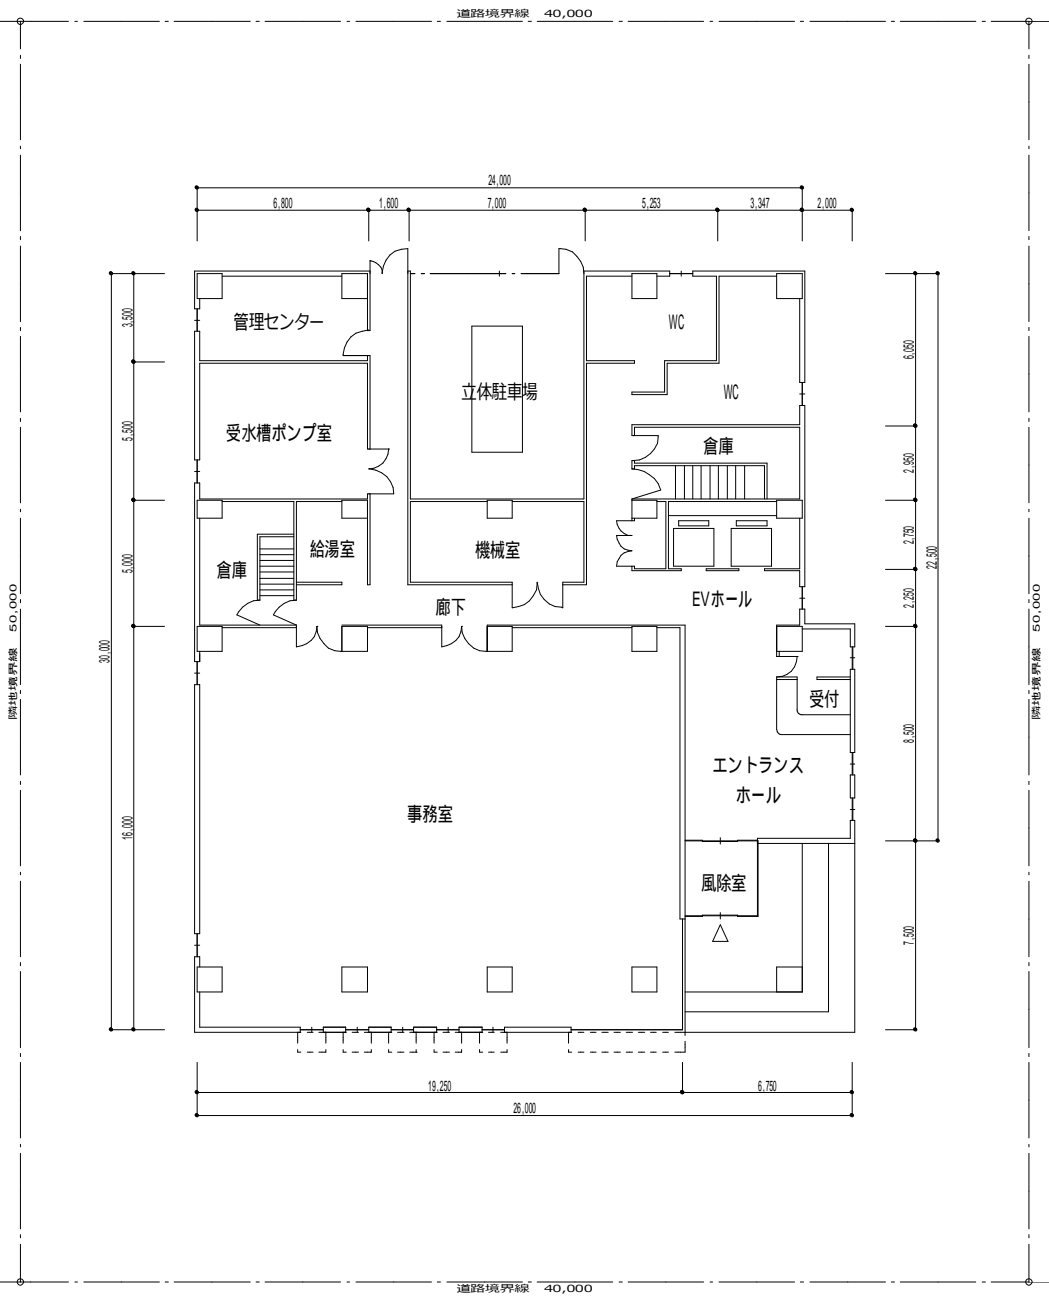 道路境界線 40,000
24,000
6,800
1,600
7,000
5,253
3,347
2,000
管理センター
WC
立体駐車場
WC
受水槽ポンプ室
倉庫
給湯室
機械室
倉庫
EVホール
廊下
受付
エントランス
ホール
事務室
風除室
3,500
5,500
5,000
16,000
30,000
6,050
2,950
2,750
2,250
8,500
22,500
7,500
隣地境界線 50,000
隣地境界線 50,000
19,250
6,750
26,000
道路境界線 40,000